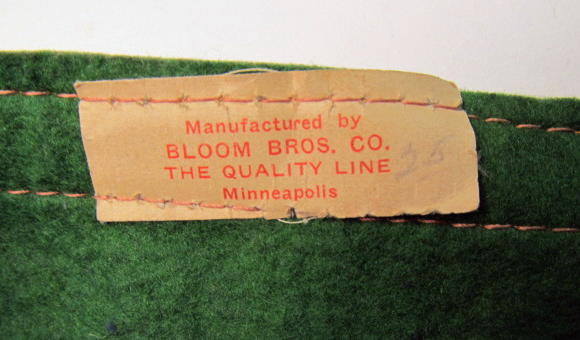 Manufactured by
BLOOM BROS. CO.
THE QUALITY LINE
Minneapolis